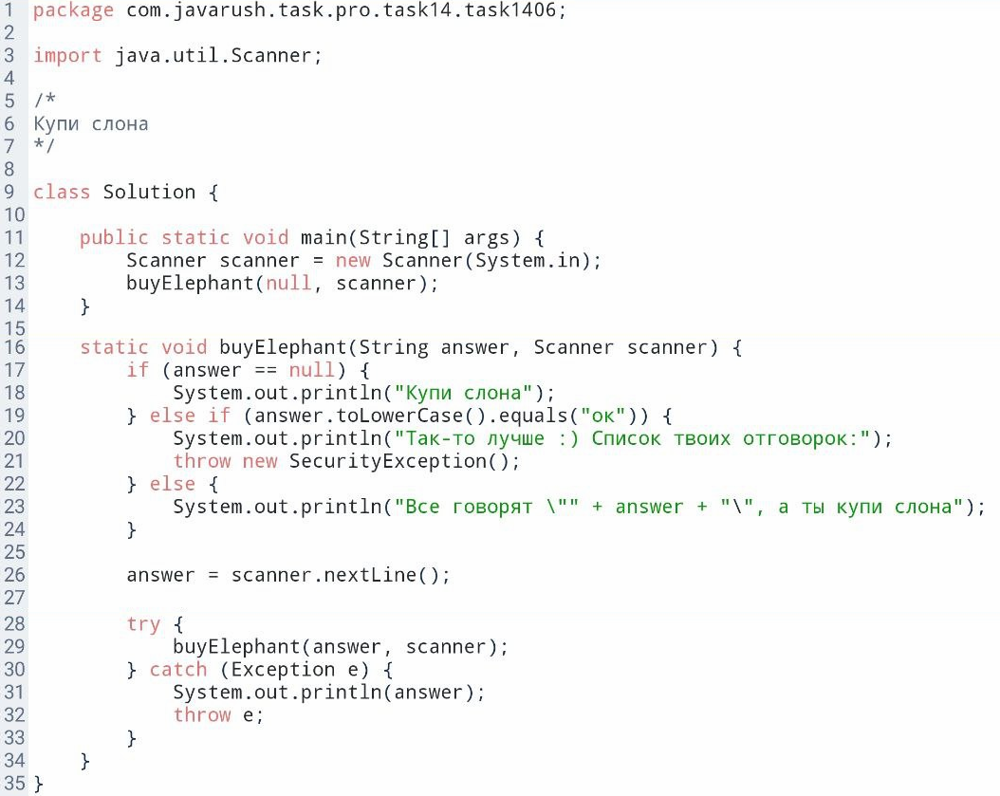 1 package com.javarush.task.pro.task14.task1406;
2
3 import java.util.Scanner;
4
5 /*
6 Купи слона
7 */
8
9 class Solution {
10
11     public static void main(String[] args) {
12         Scanner scanner = new Scanner(System.in);
13         buyElephant(null, scanner);
14     }
15
16     static void buyElephant(String answer, Scanner scanner) {
17         if (answer == null) {
18             System.out.println("Купи слона");
19         } else if (answer.toLowerCase().equals("ок")) {
20             System.out.println("Так-то лучше :) Список твоих отговорок:");
21             throw new SecurityException();
22         } else {
23             System.out.println("Все говорят \"" + answer + "\", а ты купи слона");
24         }
25
26         answer = scanner.nextLine();
27
28         try {
29             buyElephant(answer, scanner);
30         } catch (Exception e) {
31             System.out.println(answer);
32             throw e;
33         }
34     }
35 }